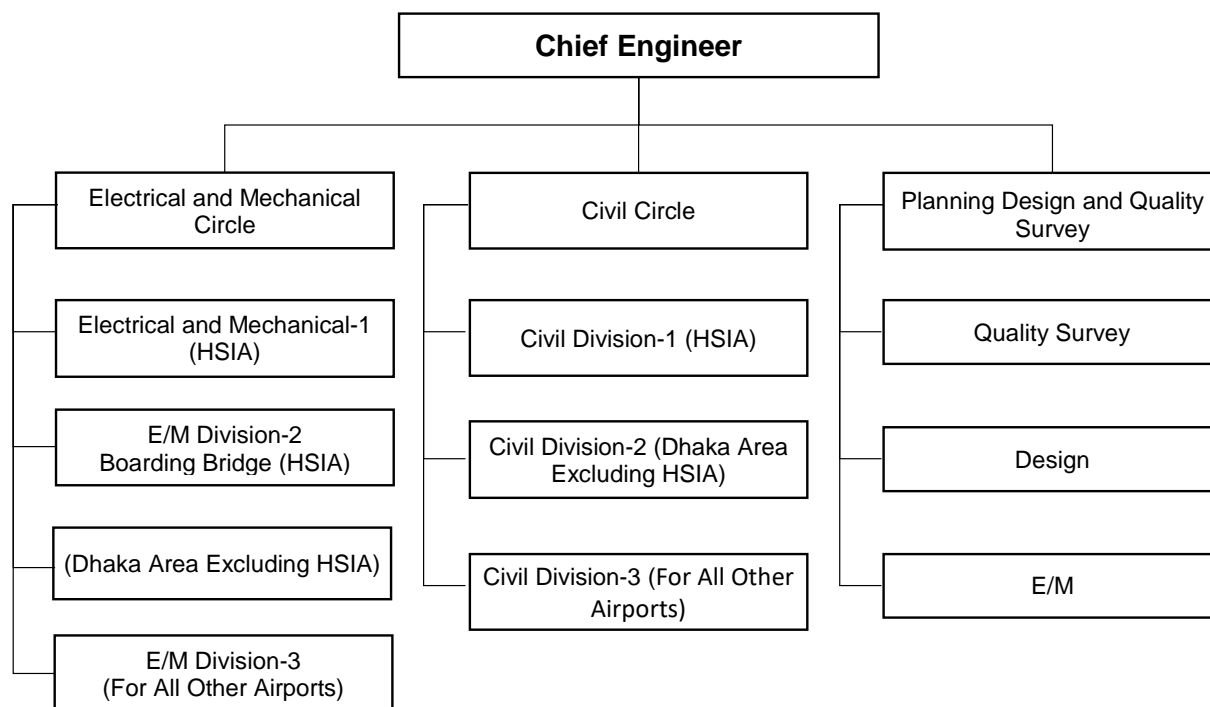 Chief Engineer
Electrical and Mechanical
Circle
Electrical and Mechanical-1
(HSIA)
E/M Division-2
Boarding Bridge (HSIA)
(Dhaka Area Excluding HSIA)
E/M Division-3
(For All Other Airports)
Civil Circle
Civil Division-1 (HSIA)
Civil Division-2 (Dhaka Area
Excluding HSIA)
Civil Division-3 (For All Other
Airports)
Planning Design and Quality
Survey
Quality Survey
Design
E/M